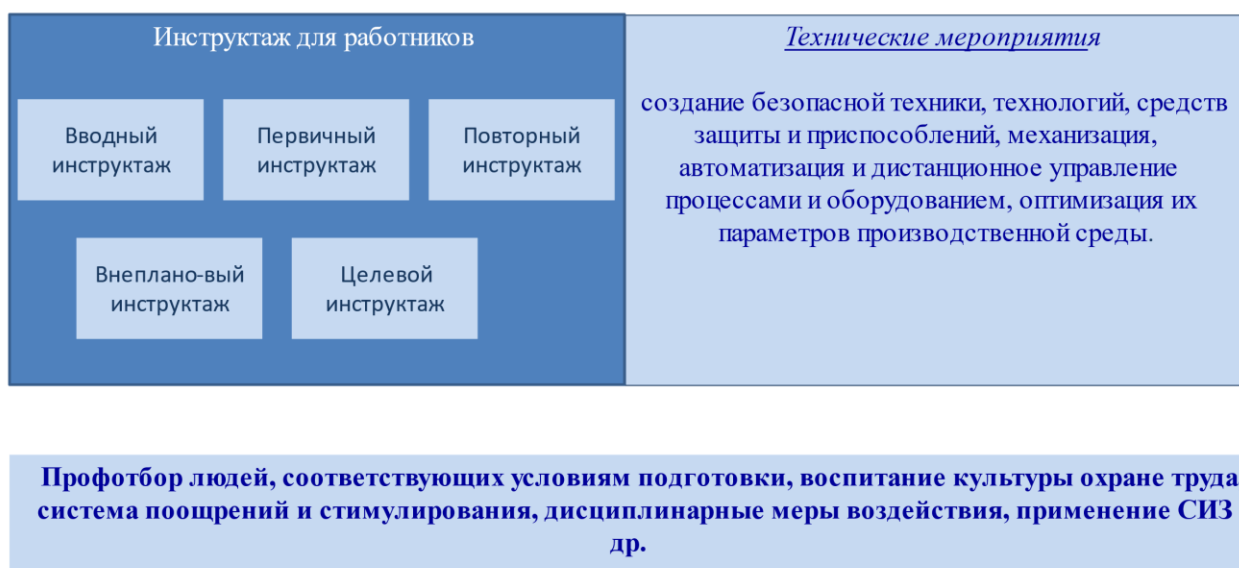 Инструктаж для работников
Вводный
инструктаж
Первичный
инструктаж
Повторный
инструктаж
Внеплано-вый
инструктаж
Целевой
инструктаж
Технические мероприятия
создание безопасной техники, технологий, средств
защиты и приспособлений, механизация,
автоматизация и дистанционное управление
процессами и оборудованием, оптимизация их
параметров производственной среды.
Профотбор людей, соответствующих условиям подготовки, воспитание культуры охране труда
система поощрений и стимулирования, дисциплинарные меры воздействия, применение СИЗ
др.